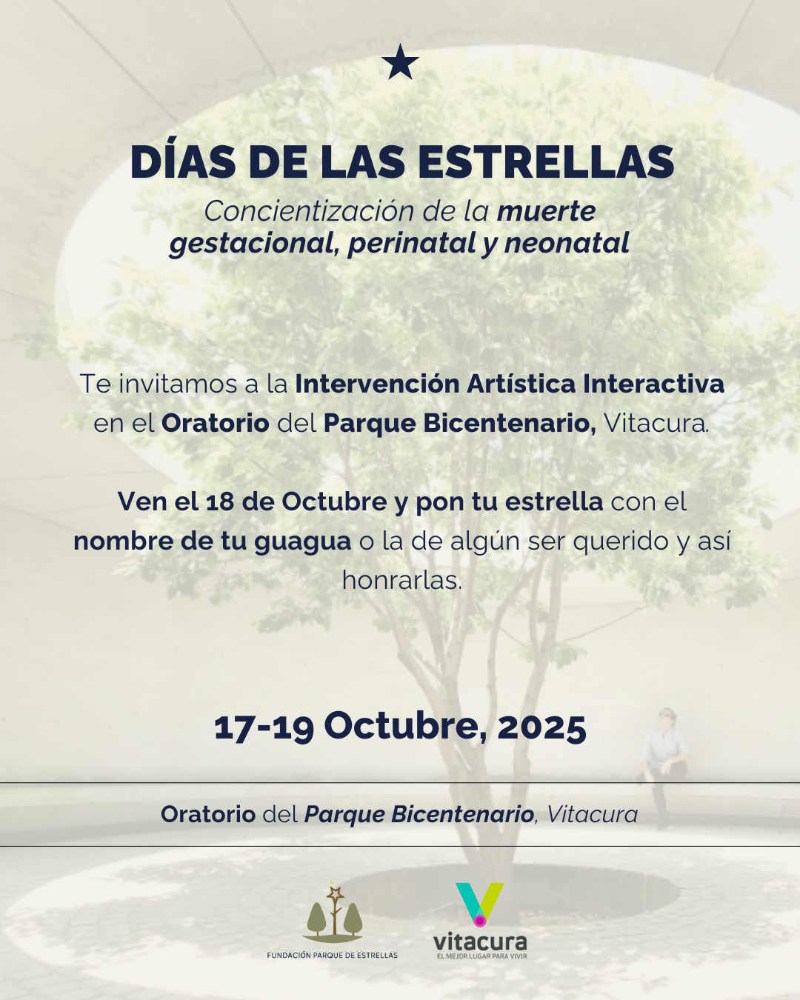 DÍAS DE LAS ESTRELLAS
Concientización de la muerte
gestacional, perinatal y neonatal
Te invitamos a la Intervención Artística Interactiva
en el Oratorio del Parque Bicentenario, Vitacura.
Ven el 18 de Octubre y pon tu estrella con el
nombre de tu guagua o la de algún ser querido y así
honrarlas.
17-19 Octubre, 2025
Oratorio del Parque Bicentenario, Vitacura
FUNDACIÓN PARQUE DE ESTRELLAS
vitacura
EL MEJOR LUGAR PARA VIVIR